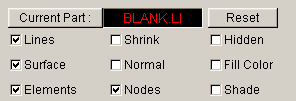 Current Part : BLANK.LI Reset
Lines Shrink Hidden
Surface Normal Fill Color
Elements Nodes Shade